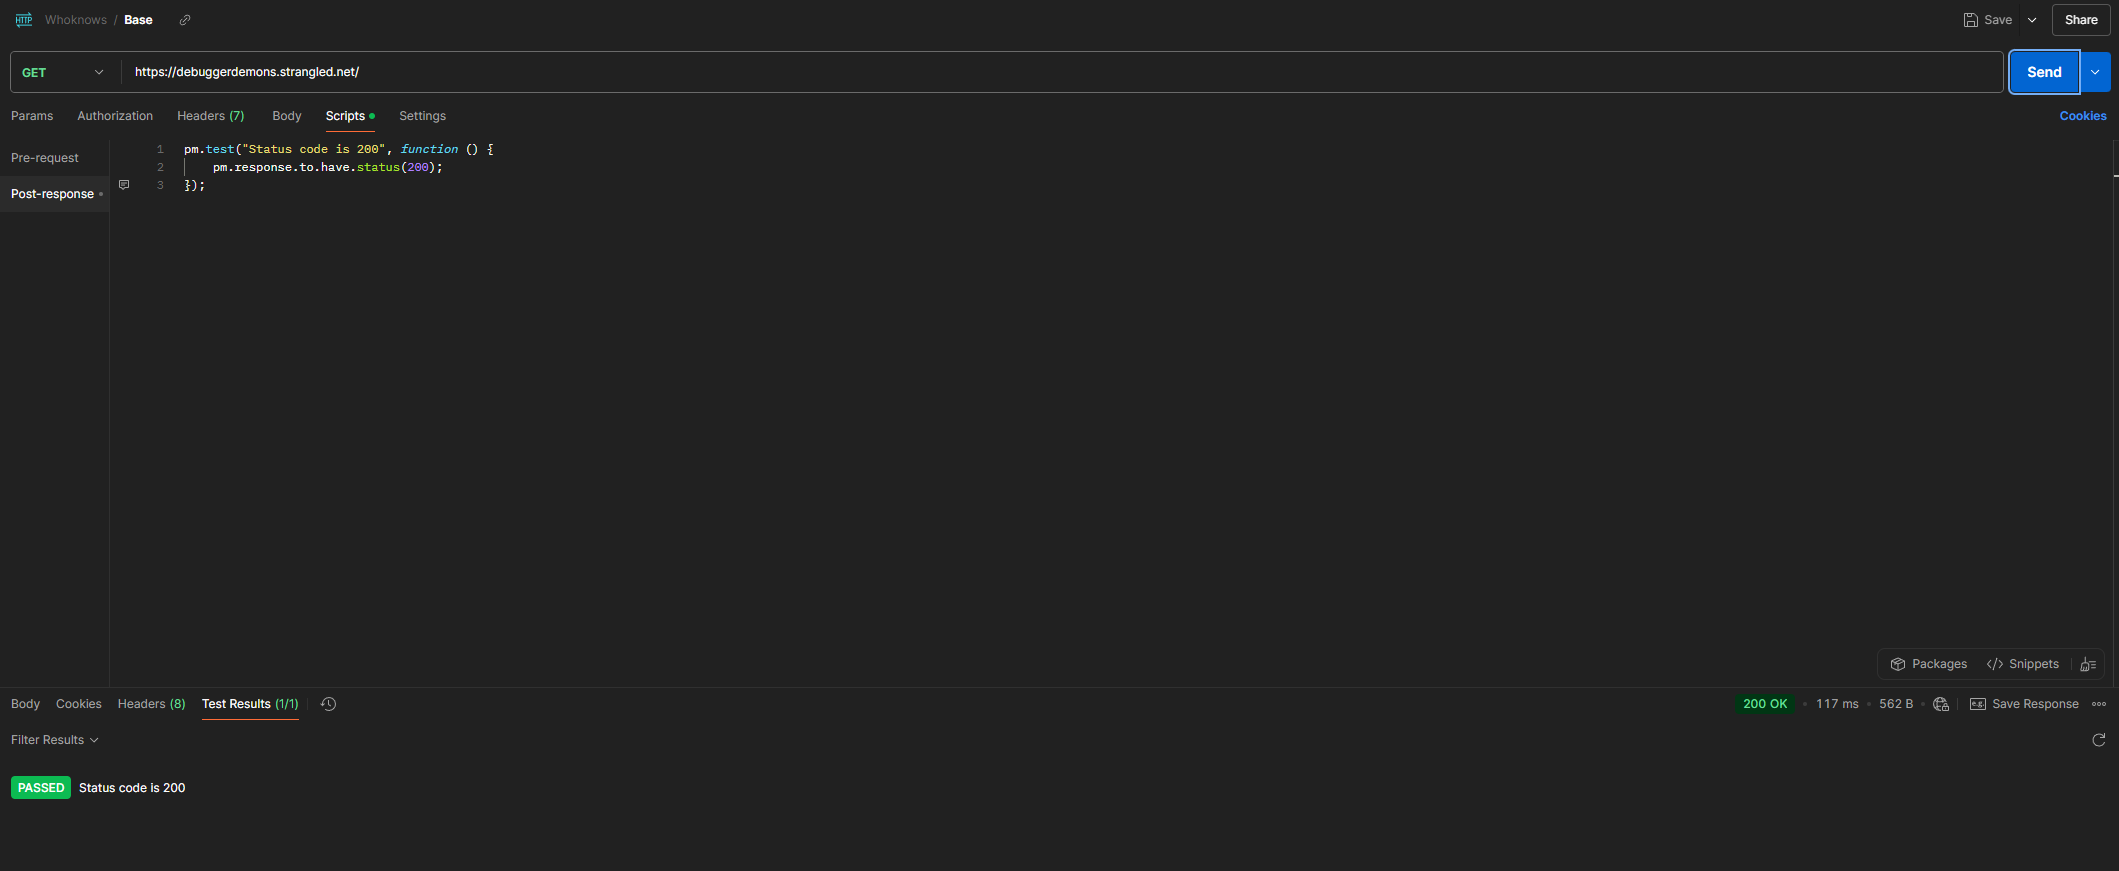 HTTP Whoknows / Base Save Share
GET https://debuggerdemons.strangled.net/ Send
Params Authorization Headers (7) Body Scripts Settings Cookies
Pre-request
Post-response
1 pm.test("Status code is 200", function () {
2 pm.response.to.have.status(200);
3 });
Packages </> Snippets
Body Cookies Headers (8) Test Results (1/1) 200 OK • 117 ms • 562 B • e.g. Save Response
Filter Results
PASSED Status code is 200